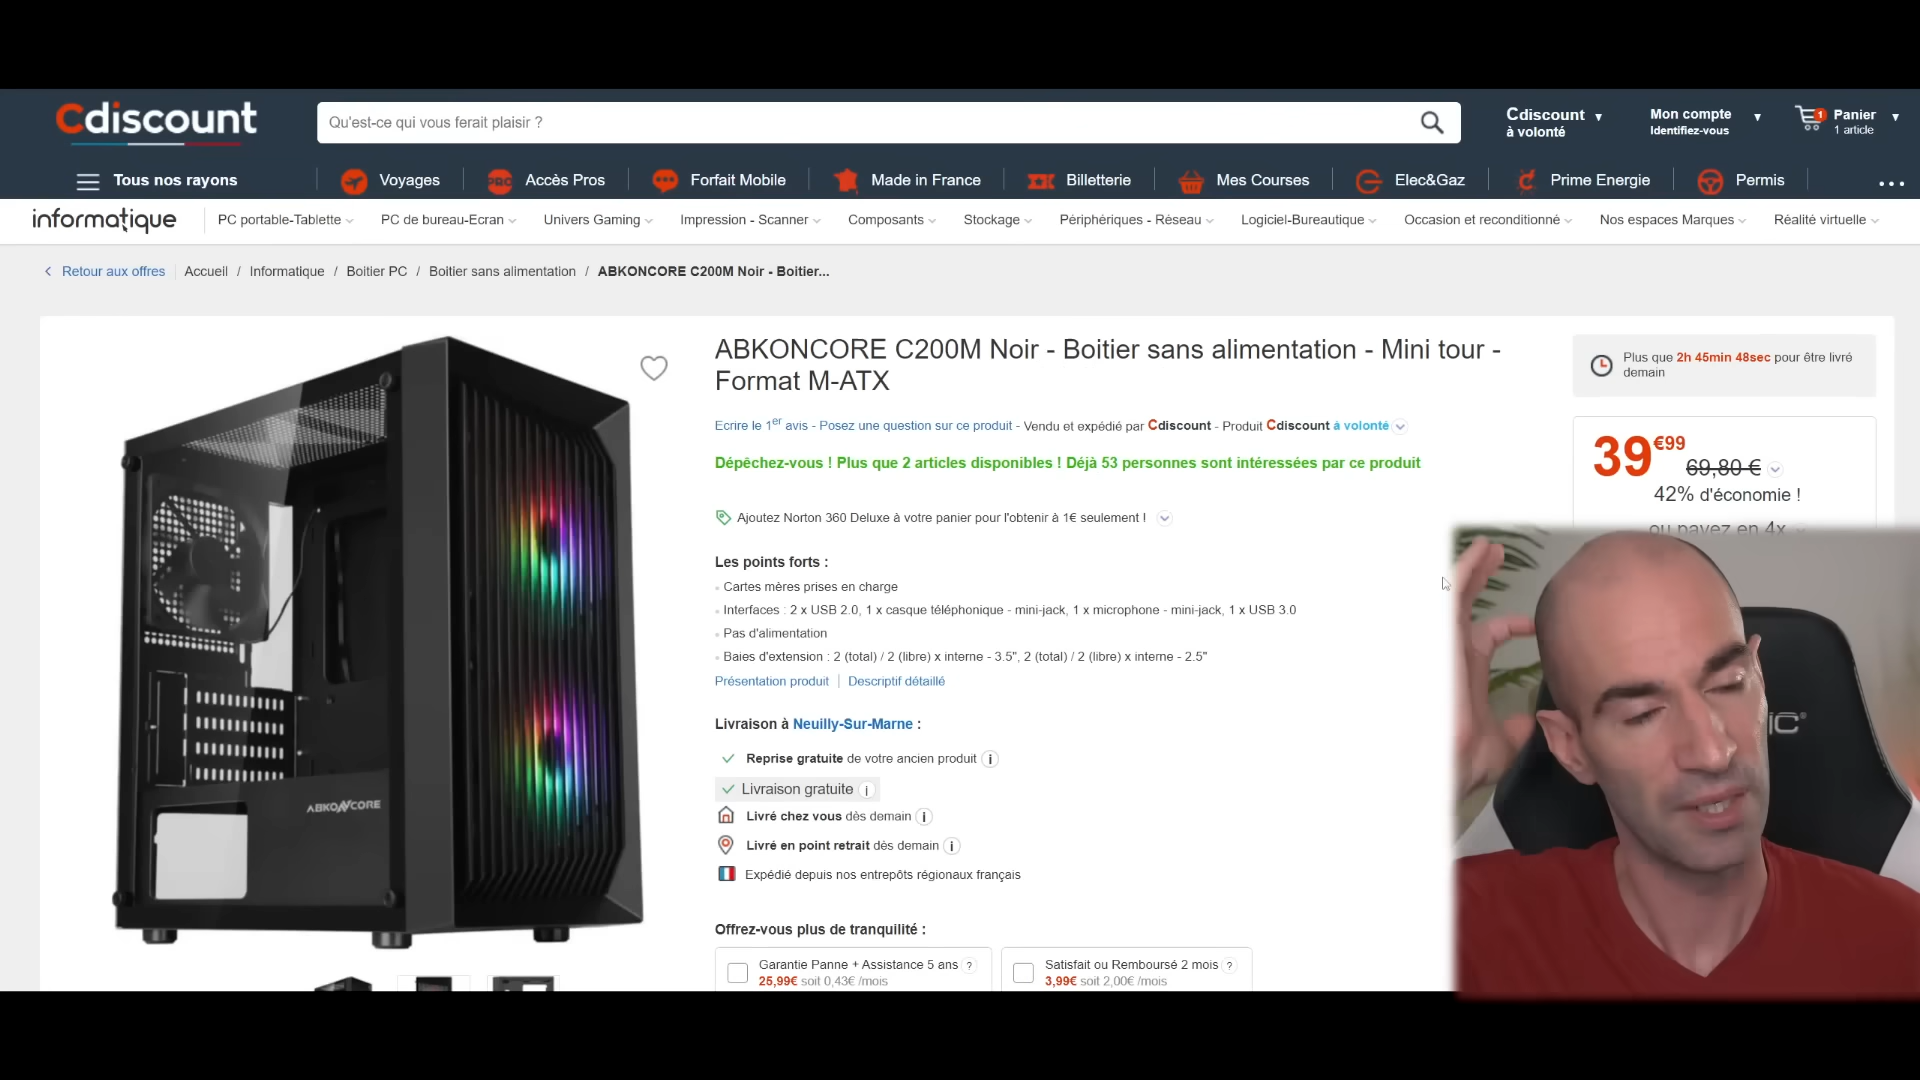 Cdiscount
Qu'est-ce qui vous ferait plaisir ?
Cdiscount
à volonté
Mon compte
Identifiez-vous
1
Panier
1 article
Tous nos rayons
Voyages
PRO
Accès Pros
Forfait Mobile
Made in France
Billetterie
Mes Courses
Elec&Gaz
Prime Energie
Permis
informatique
PC portable-Tablette
PC de bureau-Ecran
Univers Gaming
Impression - Scanner
Composants
Stockage
Périphériques - Réseau
Logiciel-Bureautique
Occasion et reconditionné
Nos espaces Marques
Réalité virtuelle
Retour aux offres
Accueil / Informatique / Boitier PC / Boitier sans alimentation / ABKONCORE C200M Noir - Boitier...
ABKONCORE C200M Noir - Boitier sans alimentation - Mini tour -
Format M-ATX
Ecrire le 1er avis - Posez une question sur ce produit - Vendu et expédié par Cdiscount - Produit Cdiscount à volonté
Dépêchez-vous ! Plus que 2 articles disponibles ! Déjà 53 personnes sont intéressées par ce produit
Ajoutez Norton 360 Deluxe à votre panier pour l'obtenir à 1€ seulement !
Les points forts :
Cartes mères prises en charge
Interfaces : 2 x USB 2.0, 1 x casque téléphonique - mini-jack, 1 x microphone - mini-jack, 1 x USB 3.0
Pas d'alimentation
Baies d'extension : 2 (total) / 2 (libre) x interne - 3.5", 2 (total) / 2 (libre) x interne - 2.5"
Présentation produit | Descriptif détaillé
Livraison à Neuilly-Sur-Marne :
Reprise gratuite de votre ancien produit
Livraison gratuite
Livré chez vous dès demain
Livré en point retrait dès demain
Expédié depuis nos entrepôts régionaux français
Offrez-vous plus de tranquilité :
Garantie Panne + Assistance 5 ans ?
25,99€ soit 0,43€ /mois
Satisfait ou Remboursé 2 mois ?
3,99€ soit 2,00€ /mois
Plus que 2h 45min 48sec pour être livré
demain
39€99
69,80 €
42% d'économie !
ou payez en 4x
ABKONCORE